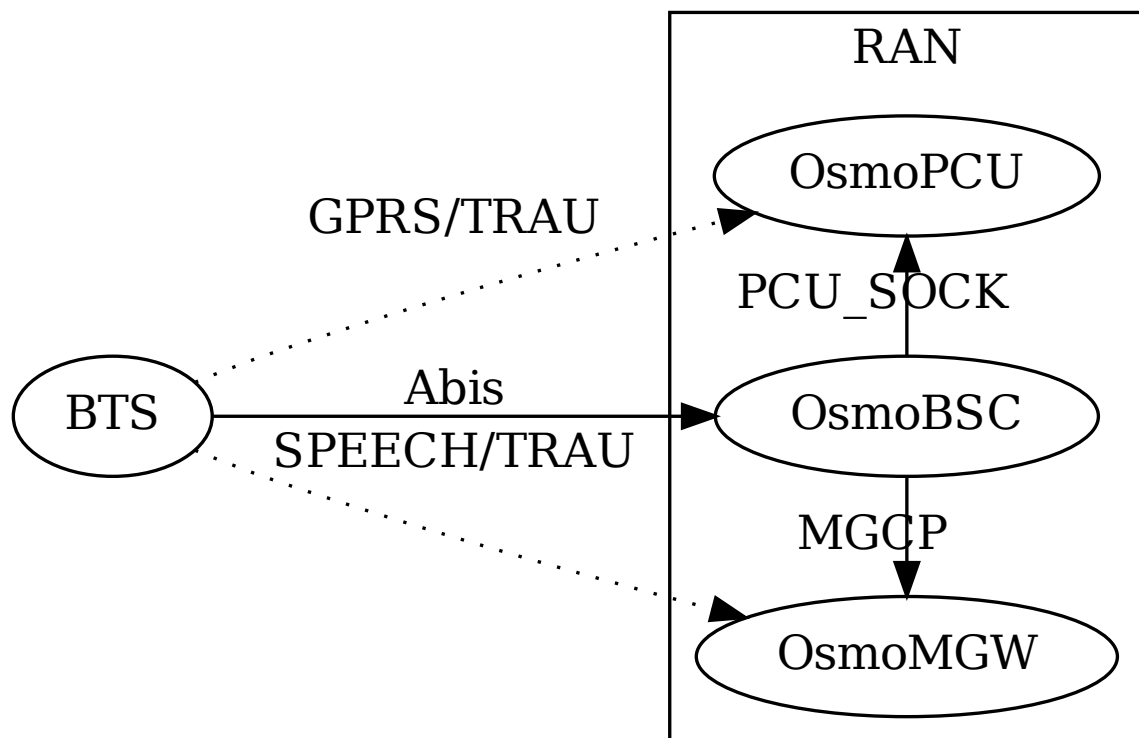 RAN
OsmoPCU
GPRS/TRAU
PCU_SOCK
Abis
BTS
OsmoBSC
SPEECH/TRAU
MGCP
OsmoMGW